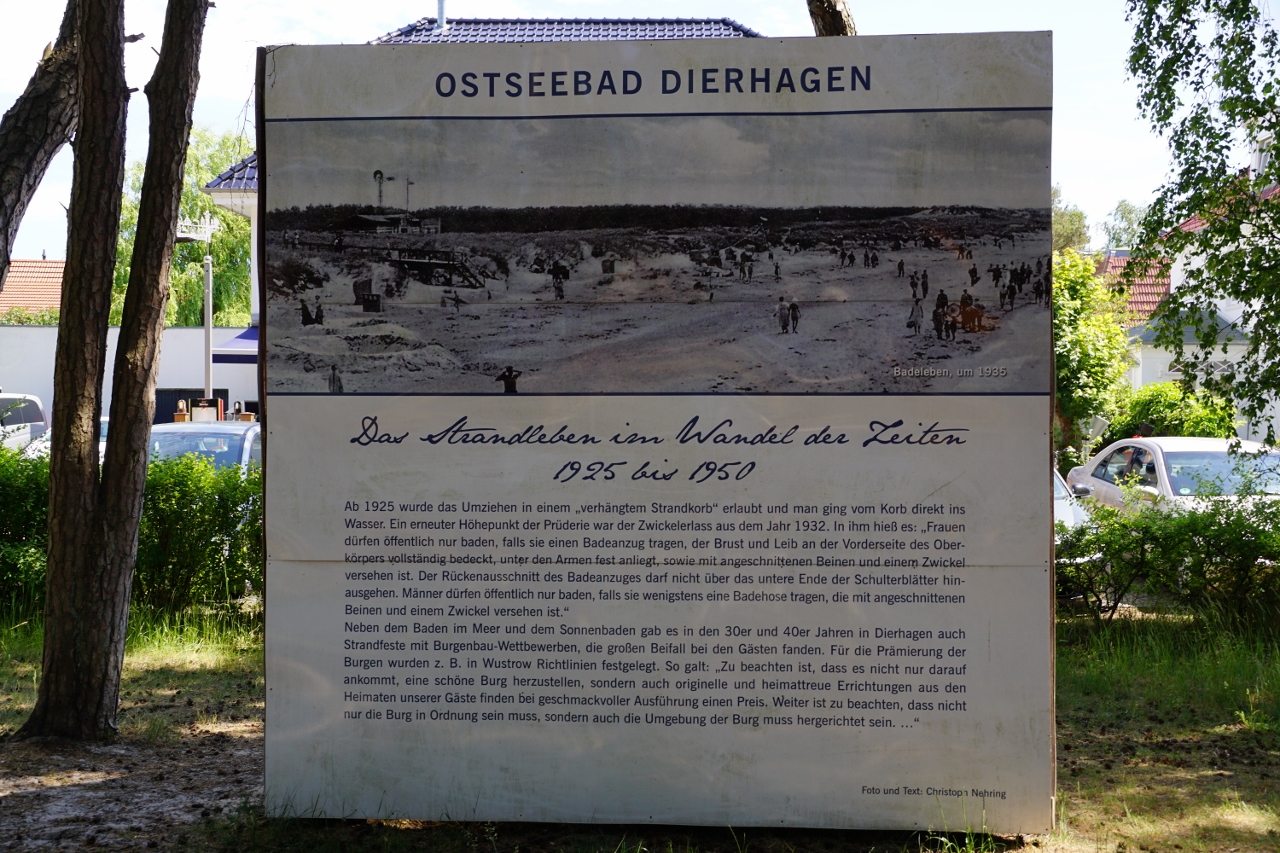 OSTSEEBAD DIERHAGEN
Badeleben, um 1935
Das Strandleben im Wandel der Zeiten
1925 bis 1950
Ab 1925 wurde das Umziehen in einem „verhängtem Strandkorb“ erlaubt und man ging vom Korb direkt ins
Wasser. Ein erneuter Höhepunkt der Prüderie war der Zwickelerlass aus dem Jahr 1932. In ihm hieß es: „Frauen
dürfen öffentlich nur baden, falls sie einen Badeanzug tragen, der Brust und Leib an der Vorderseite des Ober-
körpers vollständig bedeckt, unter den Armen fest anliegt, sowie mit angeschnittenen Beinen und einem Zwickel
versehen ist. Der Rückenausschnitt des Badeanzuges darf nicht über das untere Ende der Schulterblätter hin-
ausgehen. Männer dürfen öffentlich nur baden, falls sie wenigstens eine Badehose tragen, die mit angeschnittenen
Beinen und einem Zwickel versehen ist.“
Neben dem Baden im Meer und dem Sonnenbaden gab es in den 30er und 40er Jahren in Dierhagen auch
Strandfeste mit Burgenbau-Wettbewerben, die großen Beifall bei den Gästen fanden. Für die Prämierung der
Burgen wurden z. B. in Wustrow Richtlinien festgelegt. So galt: „Zu beachten ist, dass es nicht nur darauf
ankommt, eine schöne Burg herzustellen, sondern auch originelle und heimattreue Errichtungen aus den
Heimaten unserer Gäste finden bei geschmackvoller Ausführung einen Preis. Weiter ist zu beachten, dass nicht
nur die Burg in Ordnung sein muss, sondern auch die Umgebung der Burg muss hergerichtet sein. ...“
Foto und Text: Christoph Nehring